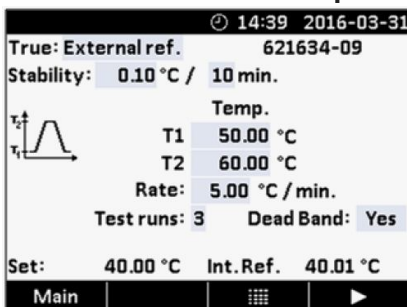 14:39 2016-03-31
True: External ref. 621634-09
Stability: 0.10 °C / 10 min.
Temp.
T₂
T₁
T1 50.00 °C
T2 60.00 °C
Rate: 5.00 °C / min.
Test runs: 3 Dead Band: Yes
Set: 40.00 °C Int.Ref. 40.01 °C
Main